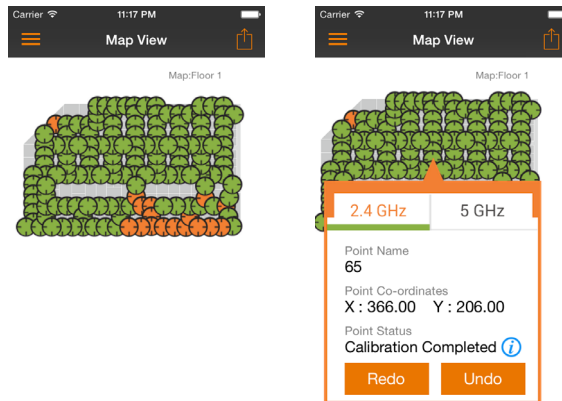 Carrier 11:17 PM
Map View
Map:Floor 1
Carrier 11:17 PM
Map View
Map:Floor 1
2.4 GHz 5 GHz
Point Name
65
Point Co-ordinates
X : 366.00 Y : 206.00
Point Status
Calibration Completed i
Redo Undo